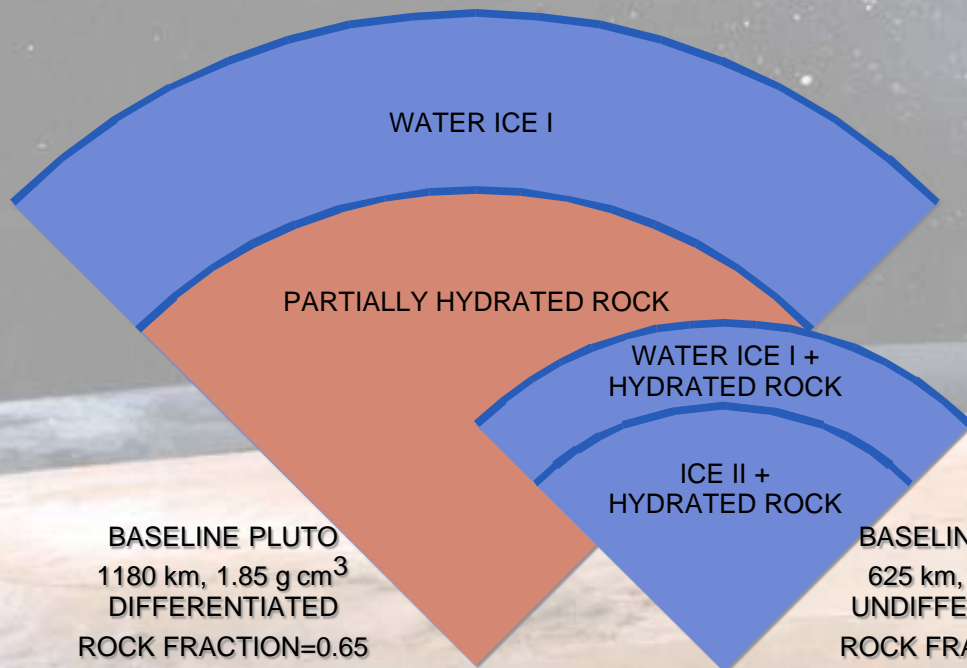 WATER ICE I
PARTIALLY HYDRATED ROCK
WATER ICE I +
HYDRATED ROCK
ICE II +
HYDRATED ROCK
BASELINE PLUTO
1180 km, 1.85 g cm3
DIFFERENTIATED
ROCK FRACTION=0.65
625 km,